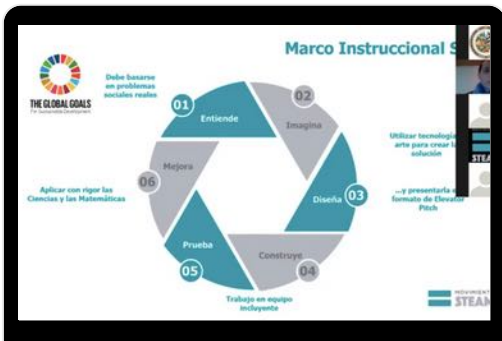 Marco Instruccional S
THE GLOBAL GOALS
For Sustainable Development
Debe basarse
en problemas
sociales reales
01
Entiende
02
Imagina
Utilizar tecnología
arte para crear la
solución
Diseña
03
...y presentarla e
formato de Elevator
Pitch
Construye
04
Trabajo en equipo
incluyente
Prueba
05
Aplicar con rigor las
Ciencias y las Matemáticas
Mejora
06
MOVIMIENT
STEAM